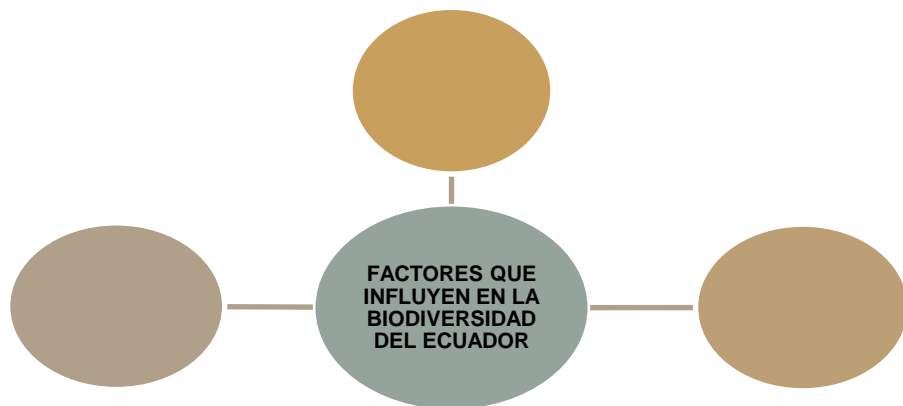 FACTORES QUE
INFLUYEN EN LA
BIODIVERSIDAD
DEL ECUADOR